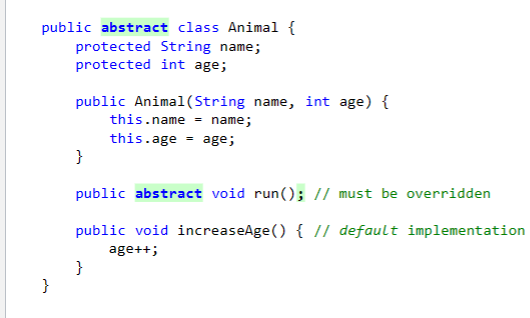 public abstract class Animal {
    protected String name;
    protected int age;

    public Animal(String name, int age) {
        this.name = name;
        this.age = age;
    }

    public abstract void run(); // must be overridden

    public void increaseAge() { // default implementation
        age++;
    }
}